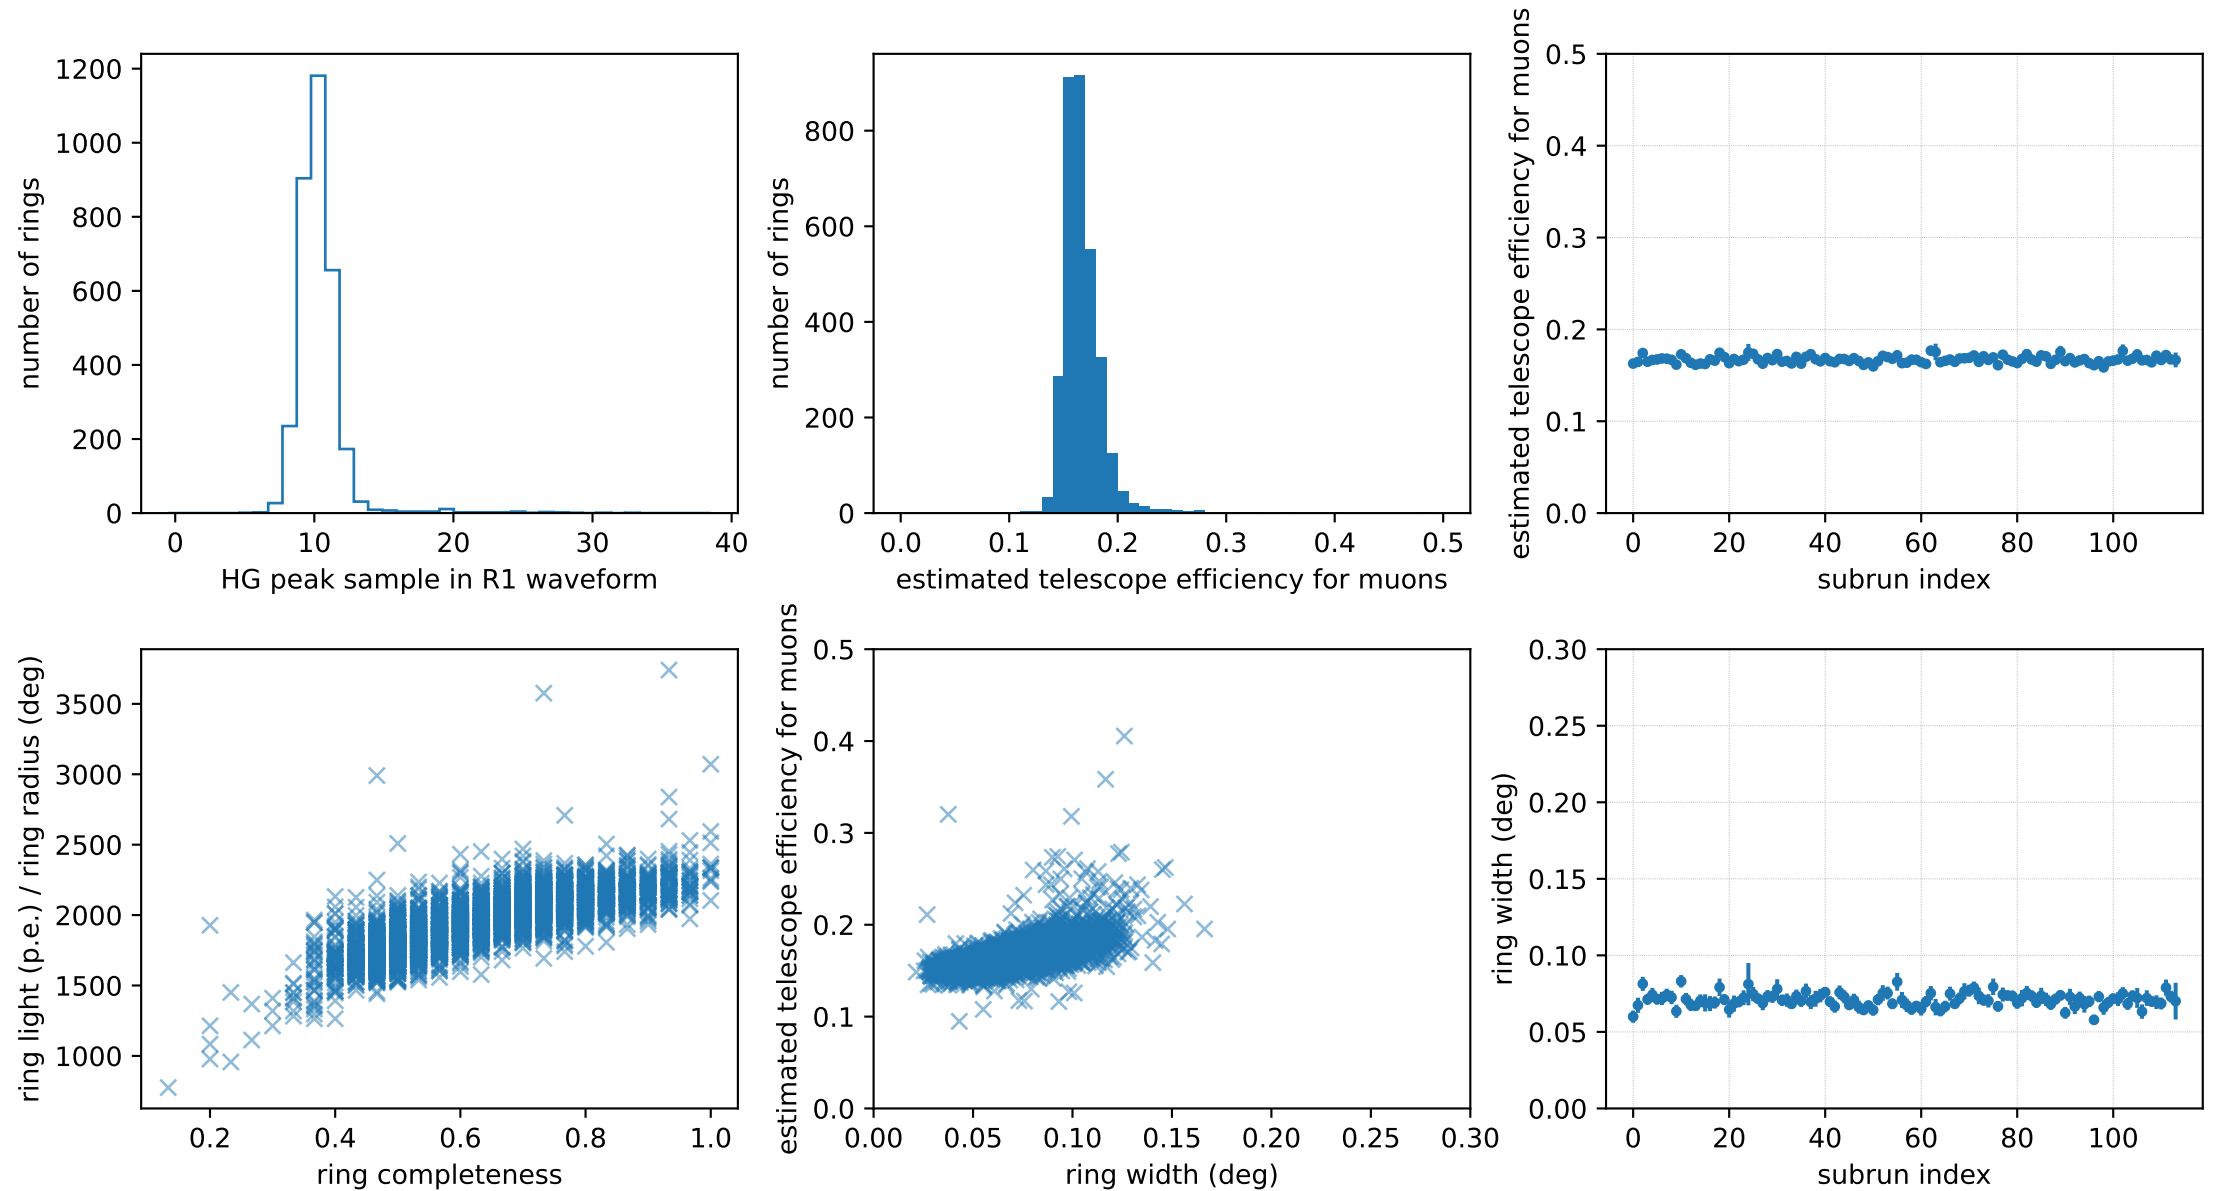 number of rings
1200
1000
800
600
400
200
0
0 10 20 30 40
HG peak sample in R1 waveform
number of rings
800
600
400
200
0
0.0 0.1 0.2 0.3 0.4 0.5
estimated telescope efficiency for muons
estimated telescope efficiency for muons
0.5
0.4
0.3
0.2
0.1
0.0
0 20 40 60 80 100
subrun index
ring light (p.e.) / ring radius (deg)
3500
3000
2500
2000
1500
1000
0.2 0.4 0.6 0.8 1.0
ring completeness
estimated telescope efficiency for muons
0.5
0.4
0.3
0.2
0.1
0.0
0.00 0.05 0.10 0.15 0.20 0.25 0.30
ring width (deg)
ring width (deg)
0.30
0.25
0.20
0.15
0.10
0.05
0.00
0 20 40 60 80 100
subrun index